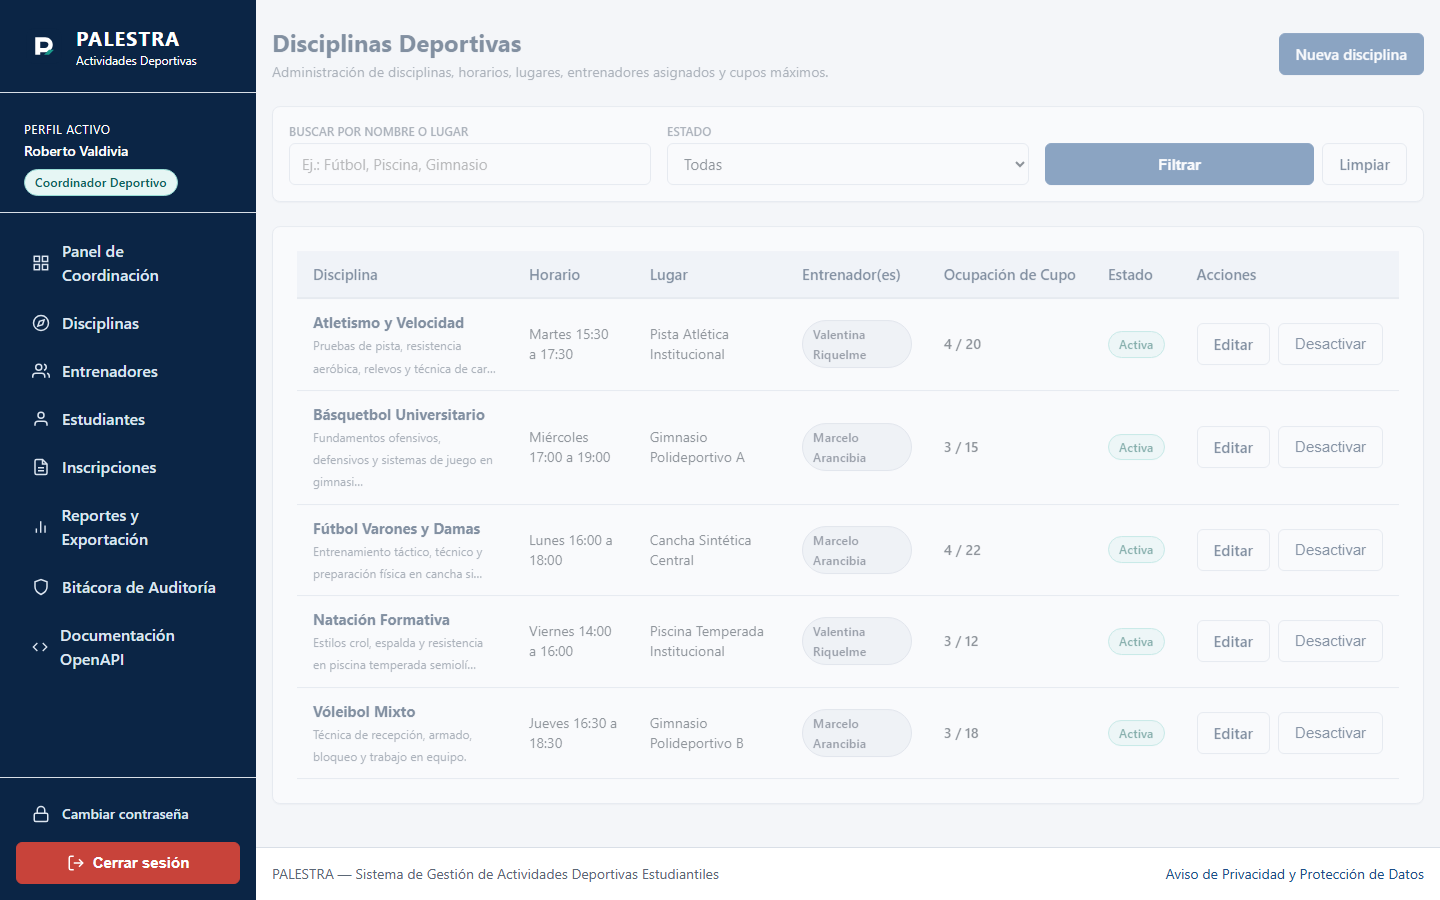 PALESTRA
Actividades Deportivas
PERFIL ACTIVO
Roberto Valdivia
Coordinador Deportivo
Panel de
Coordinación
Disciplinas
Entrenadores
Estudiantes
Inscripciones
Reportes y
Exportación
Bitácora de Auditoría
Documentación
OpenAPI
Cambiar contraseña
Cerrar sesión
Disciplinas Deportivas
Administración de disciplinas, horarios, lugares, entrenadores asignados y cupos máximos.
Nueva disciplina
BUSCAR POR NOMBRE O LUGAR
Ej.: Fútbol, Piscina, Gimnasio
ESTADO
Todas
Filtrar
Limpiar
Disciplina Horario Lugar Entrenador(es) Ocupación de Cupo Estado Acciones
Atletismo y Velocidad
Pruebas de pista, resistencia
aeróbica, relevos y técnica de car...
Martes 15:30
a 17:30
Pista Atlética
Institucional
Valentina
Riquelme
4 / 20
Activa
Editar
Desactivar
Básquetbol Universitario
Fundamentos ofensivos,
defensivos y sistemas de juego en
gimnasi...
Miércoles
17:00 a 19:00
Gimnasio
Polideportivo A
Marcelo
Arancibia
3 / 15
Activa
Editar
Desactivar
Fútbol Varones y Damas
Entrenamiento táctico, técnico y
preparación física en cancha si...
Lunes 16:00 a
18:00
Cancha Sintética
Central
Marcelo
Arancibia
4 / 22
Activa
Editar
Desactivar
Natación Formativa
Estilos crol, espalda y resistencia
en piscina temperada semiolí...
Viernes 14:00
a 16:00
Piscina Temperada
Institucional
Valentina
Riquelme
3 / 12
Activa
Editar
Desactivar
Vóleibol Mixto
Técnica de recepción, armado,
bloqueo y trabajo en equipo.
Jueves 16:30 a
18:30
Gimnasio
Polideportivo B
Marcelo
Arancibia
3 / 18
Activa
Editar
Desactivar
PALESTRA — Sistema de Gestión de Actividades Deportivas Estudiantiles
Aviso de Privacidad y Protección de Datos